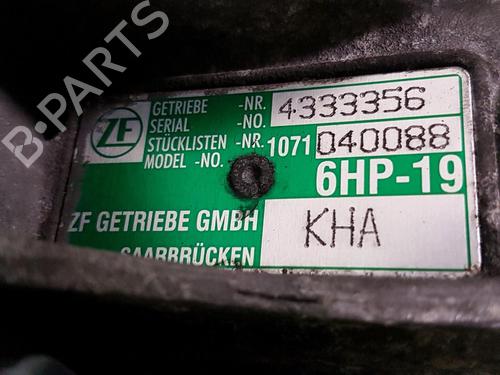 B-PARTS
ZF
GETRIEBE -NR. 4333356
SERIAL -NO.
STÜCKLISTEN -NR. 1071 040088
MODEL -NO.
6HP-19
ZF GETRIEBE GMBH KHA
SAARBRÜCKEN